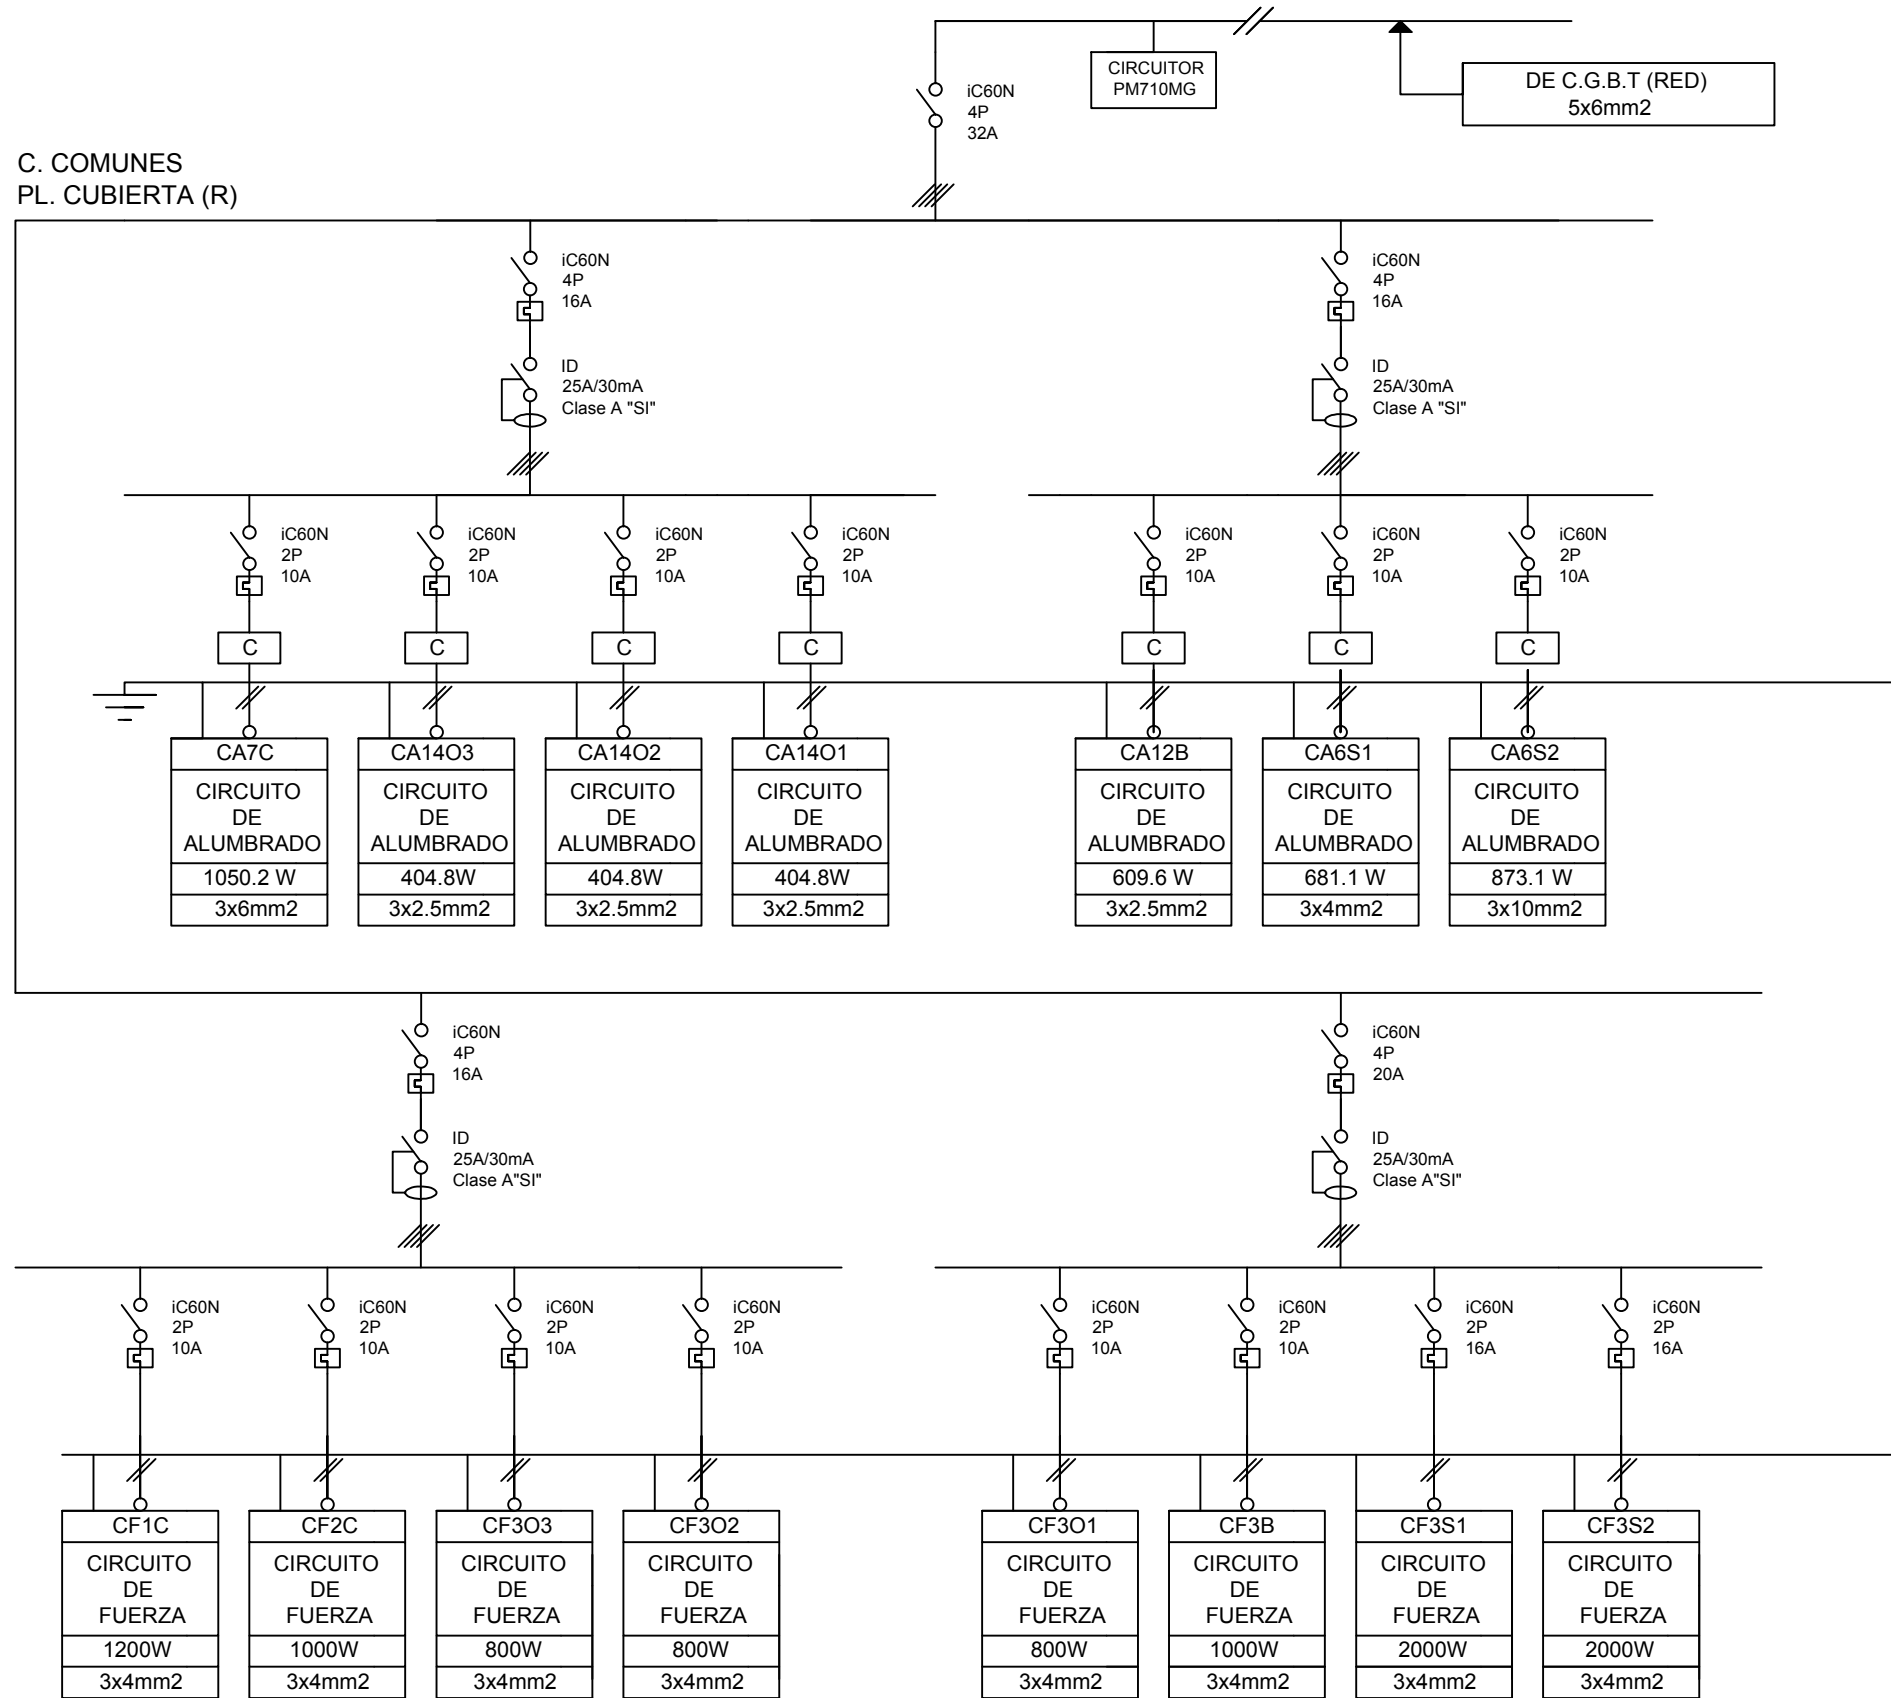 CIRCUITOR
PM710MG
DE C.G.B.T (RED)
5x6mm2
iC60N
4P
32A
C. COMUNES
PL. CUBIERTA (R)
iC60N
4P
16A
ID
25A/30mA
Clase A "SI"
iC60N
4P
16A
ID
25A/30mA
Clase A "SI"
iC60N
2P
10A
C
iC60N
2P
10A
C
iC60N
2P
10A
C
iC60N
2P
10A
C
iC60N
2P
10A
C
iC60N
2P
10A
C
iC60N
2P
10A
C
CA7C
CIRCUITO
DE
ALUMBRADO
1050.2 W
3x6mm2
CA14O3
CIRCUITO
DE
ALUMBRADO
404.8W
3x2.5mm2
CA14O2
CIRCUITO
DE
ALUMBRADO
404.8W
3x2.5mm2
CA14O1
CIRCUITO
DE
ALUMBRADO
404.8W
3x2.5mm2
CA12B
CIRCUITO
DE
ALUMBRADO
609.6 W
3x2.5mm2
CA6S1
CIRCUITO
DE
ALUMBRADO
681.1 W
3x4mm2
CA6S2
CIRCUITO
DE
ALUMBRADO
873.1 W
3x10mm2
iC60N
4P
16A
ID
25A/30mA
Clase A"SI"
iC60N
4P
20A
ID
25A/30mA
Clase A"SI"
iC60N
2P
10A
iC60N
2P
10A
iC60N
2P
10A
iC60N
2P
10A
iC60N
2P
10A
iC60N
2P
10A
iC60N
2P
16A
iC60N
2P
16A
CF1C
CIRCUITO
DE
FUERZA
1200W
3x4mm2
CF2C
CIRCUITO
DE
FUERZA
1000W
3x4mm2
CF3O3
CIRCUITO
DE
FUERZA
800W
3x4mm2
CF3O2
CIRCUITO
DE
FUERZA
800W
3x4mm2
CF3O1
CIRCUITO
DE
FUERZA
800W
3x4mm2
CF3B
CIRCUITO
DE
FUERZA
1000W
3x4mm2
CF3S1
CIRCUITO
DE
FUERZA
2000W
3x4mm2
CF3S2
CIRCUITO
DE
FUERZA
2000W
3x4mm2